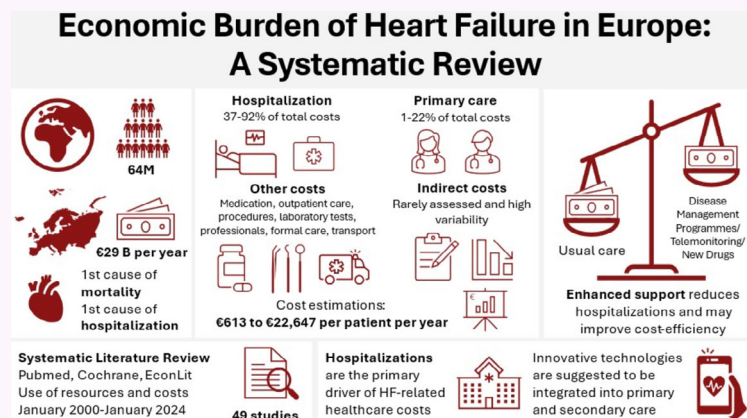 Economic Burden of Heart Failure in Europe:
A Systematic Review
64M
€29 B per year
1st cause of
mortality
1st cause of
hospitalization
Hospitalization
37-92% of total costs
Primary care
1-22% of total costs
Other costs
Medication, outpatient care,
procedures, laboratory tests,
professionals, formal care, transport
Indirect costs
Rarely assessed and high
variability
€
Cost estimations:
€613 to €22,647 per patient per year
Usual care
Disease
Management
Programmes/
Telemonitoring/
New Drugs
Enhanced support reduces
hospitalizations and may
improve cost-efficiency
Systematic Literature Review
Pubmed, Cochrane, EconLit
Use of resources and costs
January 2000-January 2024
49 studies
Hospitalizations
are the primary
driver of HF-related
healthcare costs
Innovative technologies
are suggested to be
integrated into primary
and secondary care